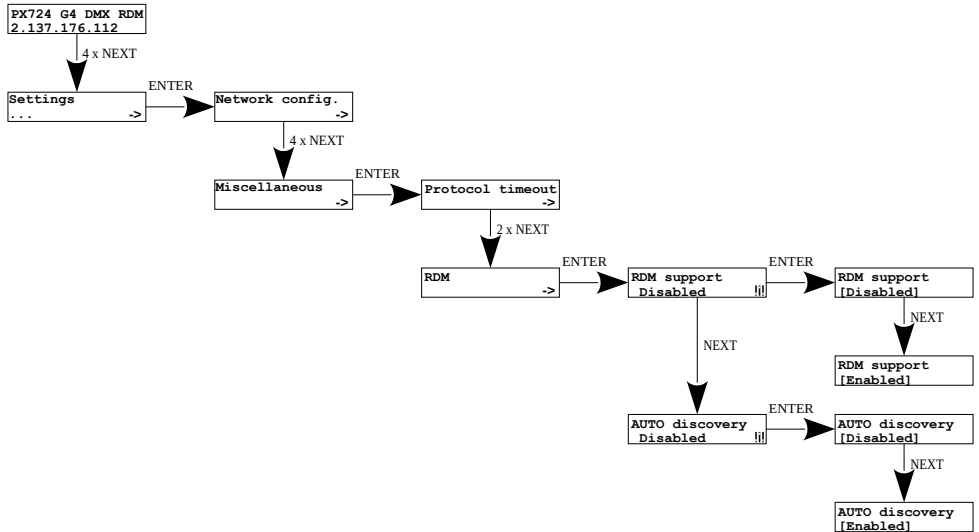 PX724 G4 DMX RDM
2.137.176.112
4 x NEXT
Settings
... ->
ENTER
Network config.
->
4 x NEXT
Miscellaneous
->
ENTER
Protocol timeout
->
2 x NEXT
RDM
->
ENTER
RDM support
Disabled
ENTER
RDM support
[Disabled]
NEXT
RDM support
[Enabled]
NEXT
AUTO discovery
Disabled
ENTER
AUTO discovery
[Disabled]
NEXT
AUTO discovery
[Enabled]